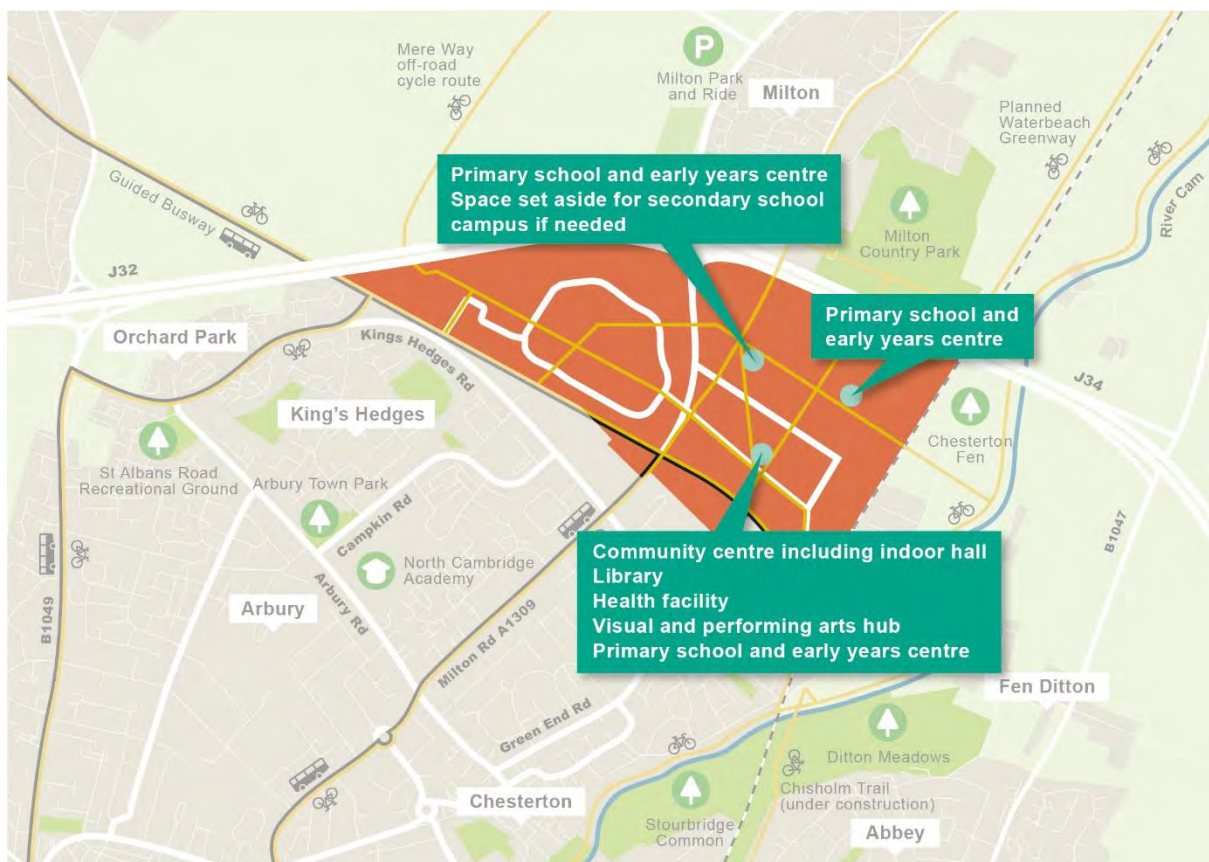 Mere Way
off-road
cycle route
P
Milton Park
and Ride
Milton
Planned
Waterbeach
Greenway
Guided Busway
River Cam
Primary school and early years centre
Space set aside for secondary school
campus if needed
Milton
Country Park
J32
Primary school and
early years centre
Orchard Park
Kings Hedges Rd
J34
King's Hedges
Chesterton
Fen
St Albans Road
Recreational Ground
Arbury Town Park
Campkin Rd
B1047
Community centre including indoor hall
Library
Health facility
Visual and performing arts hub
Primary school and early years centre
North Cambridge
Academy
B1049
Arbury
Arbury Rd
Milton Rd A1309
Fen Ditton
Green End Rd
Ditton Meadows
Chisholm Trail
(under construction)
Chesterton
Stourbridge
Common
Abbey